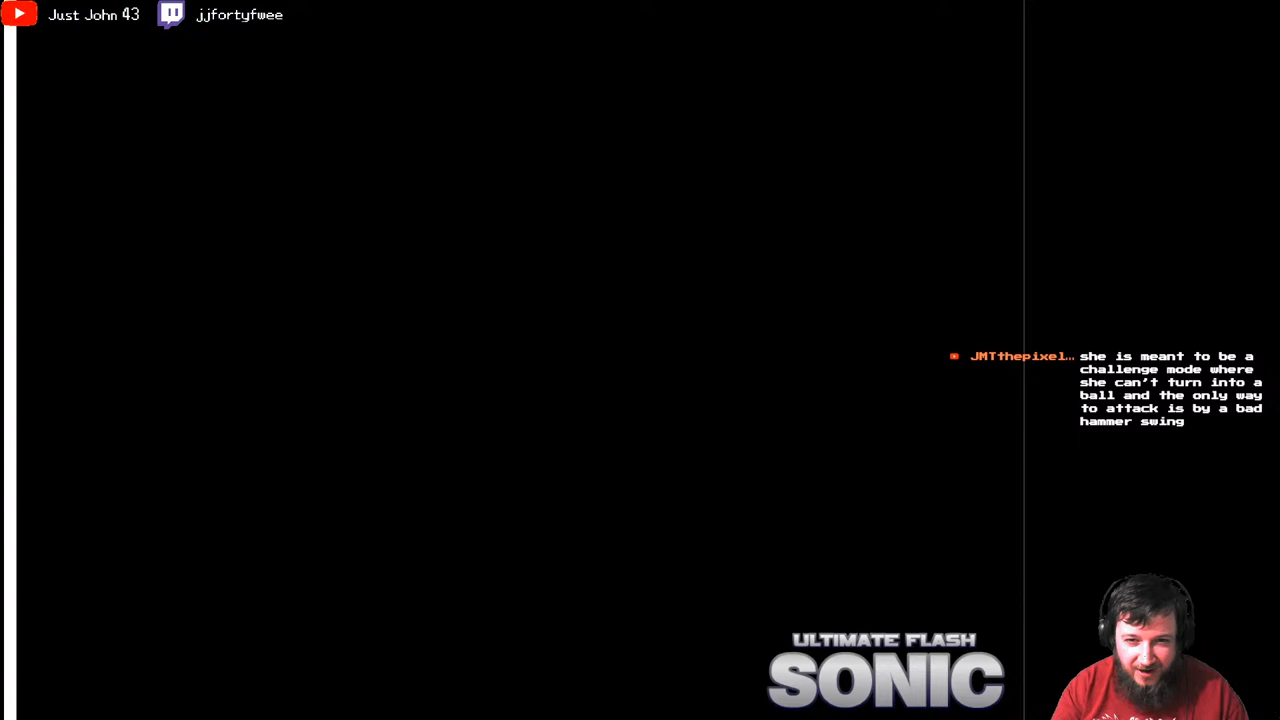 Just John 43
jjfortyfwee
JMTthepixel… she is meant to be a
challenge mode where
she can't turn into a
ball and the only way
to attack is by a bad
hammer swing
ULTIMATE FLASH
SONIC